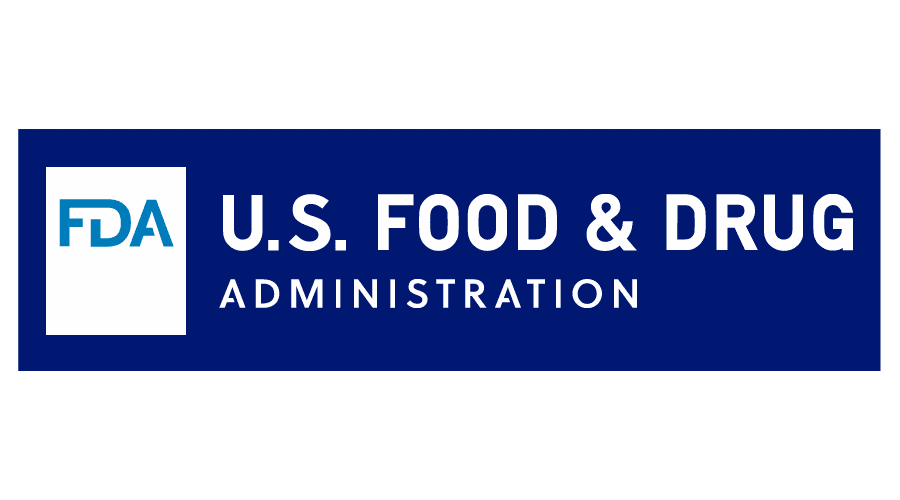 FDA
U.S. FOOD & DRUG
ADMINISTRATION